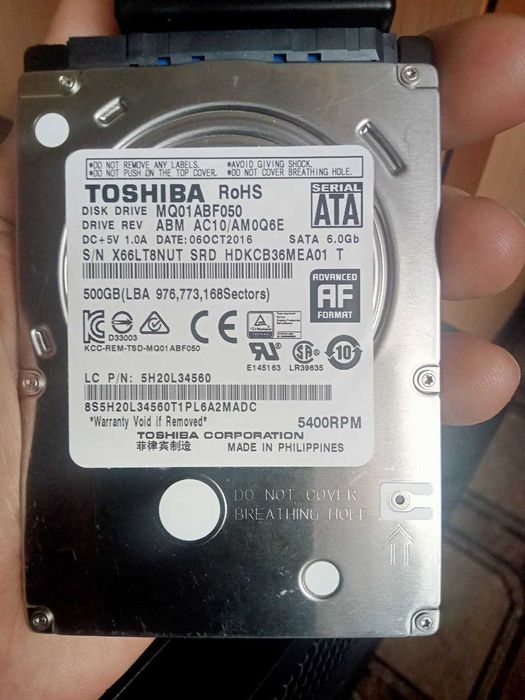 *DO NOT REMOVE ANY LABELS. *AVOID GIVING SHOCK.
*DO NOT PUSH ON THE TOP COVER. *DO NOT COVER BREATHING HOLE.
TOSHIBA RoHS
SERIAL
ATA
DISK DRIVE MQ01ABF050
DRIVE REV ABM AC10/AM0Q6E
DC+5V 1.0A DATE:06OCT2016 SATA 6.0Gb
S/N X66LT8NUT SRD HDKCB36MEA01 T
500GB(LBA 976,773,168Sectors)
ADVANCED
AF
FORMAT
D33003
KCC-REM-TSD-MQ01ABF050
CE
E145163
LR39635
10
LC P/N: 5H20L34560
8S5H20L34560T1PL6A2MADC
*Warranty Void if Removed*
5400RPM
TOSHIBA CORPORATION
菲律宾制造 MADE IN PHILIPPINES
DO NOT COVER
BREATHING HOLE